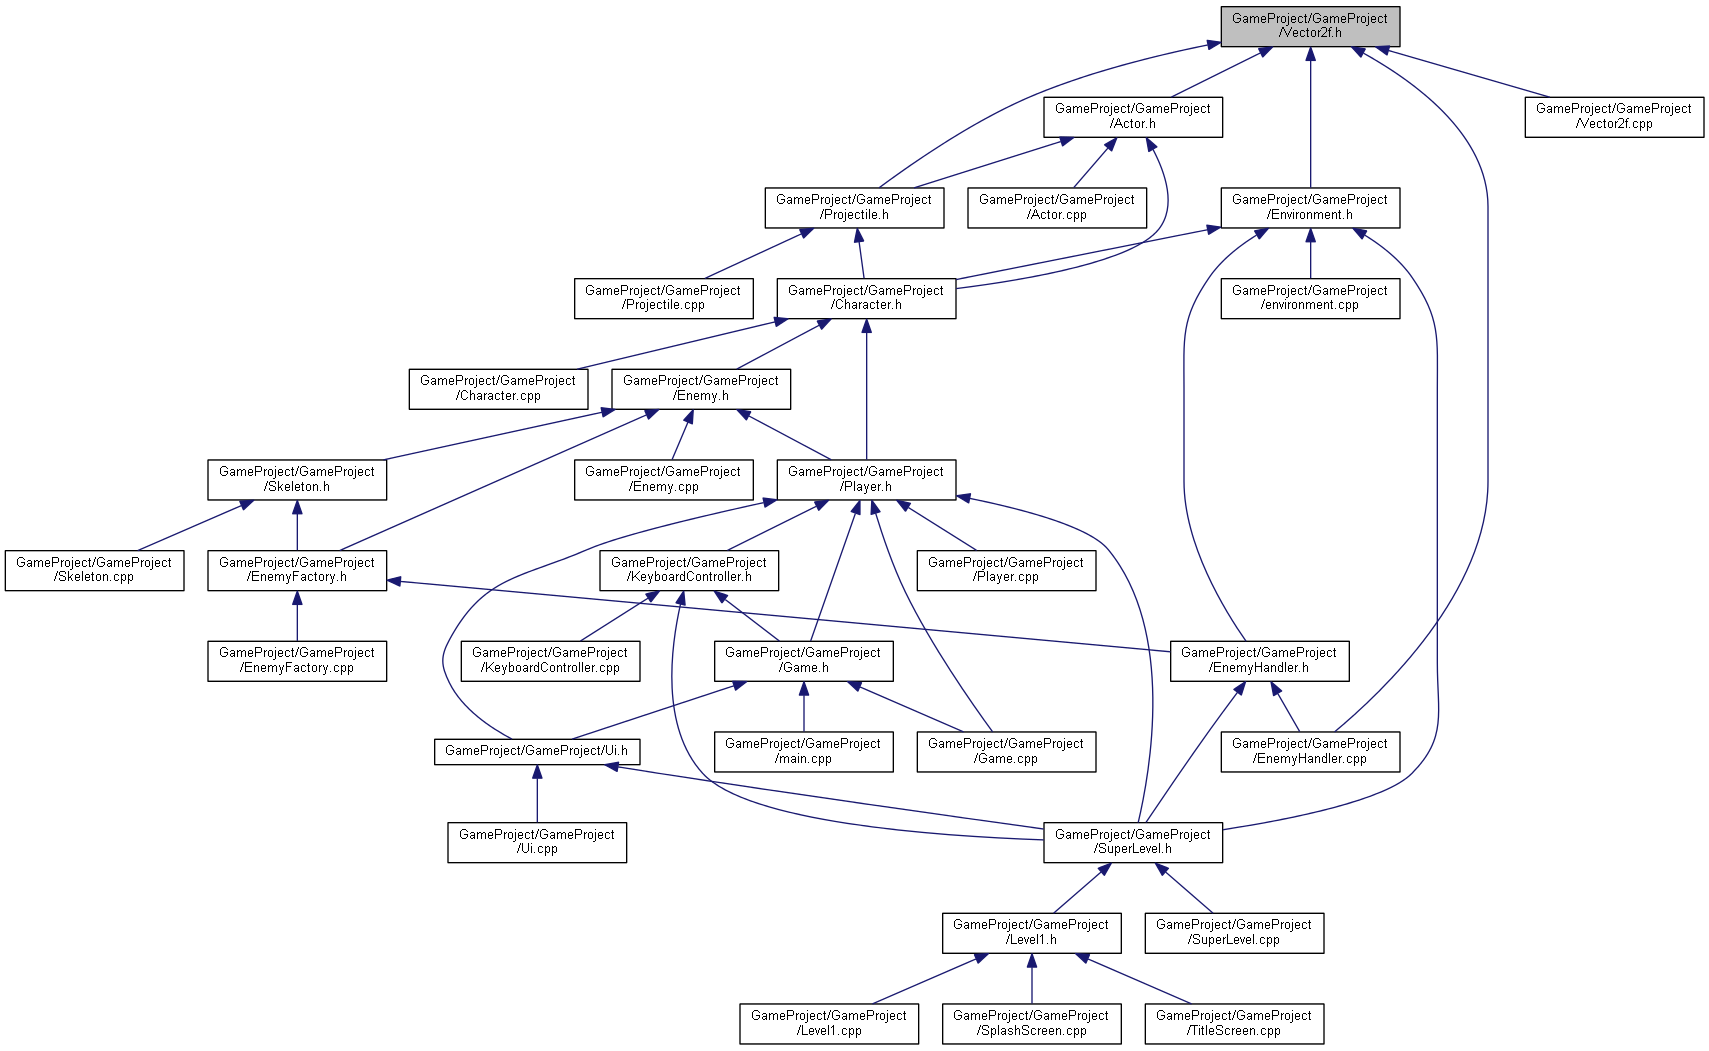 GameProject/GameProject
/Vector2f.h
GameProject/GameProject
/Actor.h
GameProject/GameProject
/Vector2f.cpp
GameProject/GameProject
/Projectile.h
GameProject/GameProject
/Actor.cpp
GameProject/GameProject
/Environment.h
GameProject/GameProject
/Projectile.cpp
GameProject/GameProject
/Character.h
GameProject/GameProject
/environment.cpp
GameProject/GameProject
/Character.cpp
GameProject/GameProject
/Enemy.h
GameProject/GameProject
/Skeleton.h
GameProject/GameProject
/Enemy.cpp
GameProject/GameProject
/Player.h
GameProject/GameProject
/Skeleton.cpp
GameProject/GameProject
/EnemyFactory.h
GameProject/GameProject
/KeyboardController.h
GameProject/GameProject
/Player.cpp
GameProject/GameProject
/EnemyFactory.cpp
GameProject/GameProject
/KeyboardController.cpp
GameProject/GameProject
/Game.h
GameProject/GameProject
/EnemyHandler.h
GameProject/GameProject/Ui.h
GameProject/GameProject
/main.cpp
GameProject/GameProject
/Game.cpp
GameProject/GameProject
/EnemyHandler.cpp
GameProject/GameProject
/Ui.cpp
GameProject/GameProject
/SuperLevel.h
GameProject/GameProject
/Level1.h
GameProject/GameProject
/SuperLevel.cpp
GameProject/GameProject
/Level1.cpp
GameProject/GameProject
/SplashScreen.cpp
GameProject/GameProject
/TitleScreen.cpp